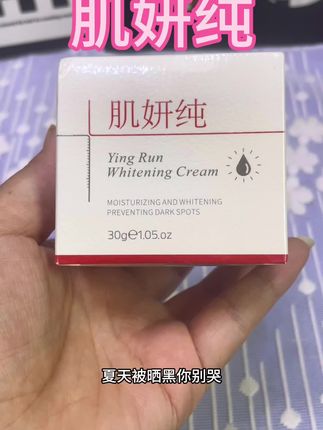 肌妍纯
肌妍纯
Ying Run
Whitening Cream
MOISTURIZING AND WHITENING
PREVENTING DARK SPOTS
30g℮1.05.oz
夏天被晒黑你别哭